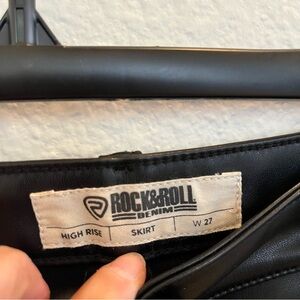 ROCK&ROLL
DENIM
HIGH RISE SKIRT W 27